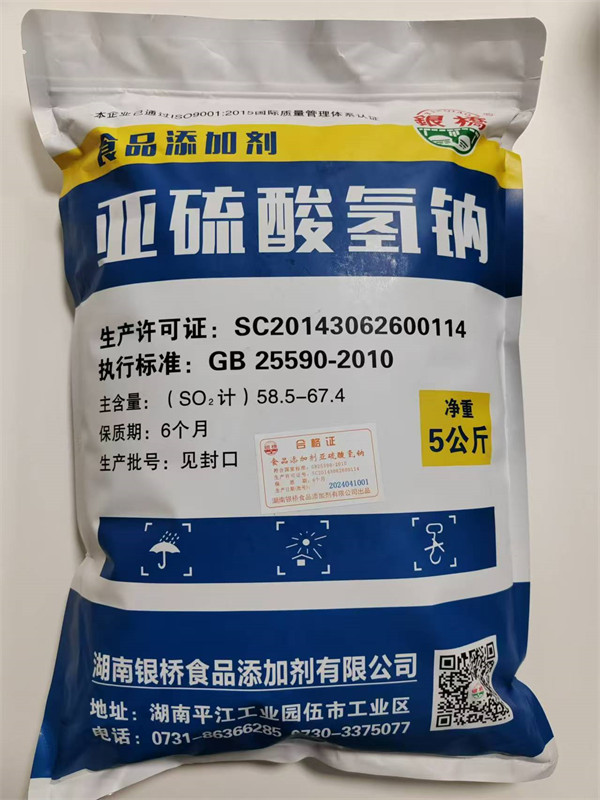 本企业已通过ISO9001:2015国际质量管理体系认证
银桥
食品添加剂
亚硫酸氢钠
生产许可证：SC20143062600114
执行标准：GB 25590-2010
主含量：（SO₂计）58.5-67.4
保质期：6个月
生产批号：见封口
净重
5公斤
合格证
食品添加剂亚硫酸氢钠
2024041001
湖南银桥食品添加剂有限公司出品
湖南银桥食品添加剂有限公司
地址：湖南平江工业园伍市工业区
电话：0731-86366285 0730-3375077